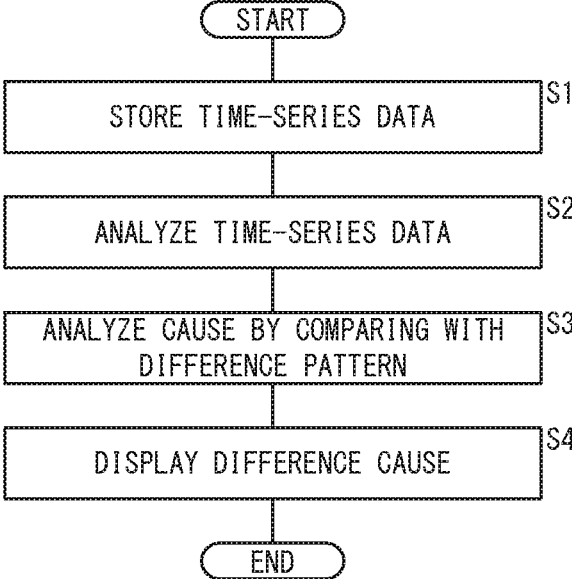 START
S1
STORE TIME-SERIES DATA
S2
ANALYZE TIME-SERIES DATA
S3
ANALYZE CAUSE BY COMPARING WITH
DIFFERENCE PATTERN
S4
DISPLAY DIFFERENCE CAUSE
END